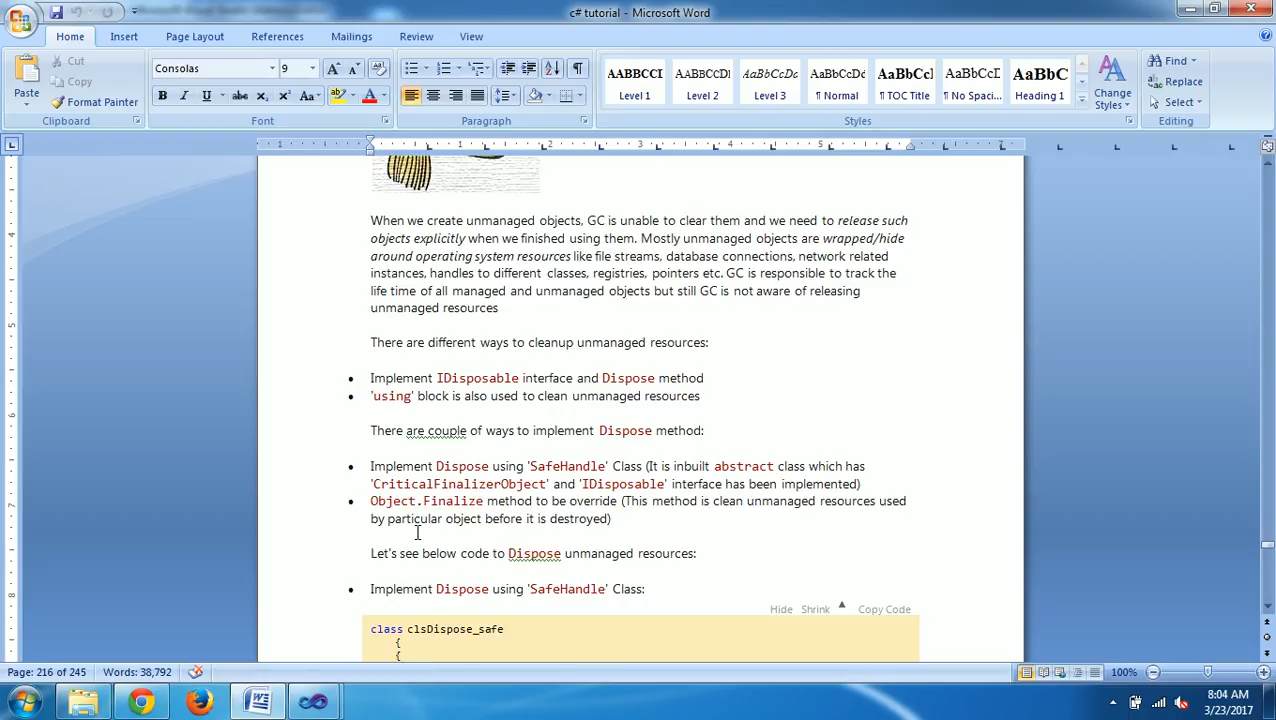 c# tutorial - Microsoft Word
Home Insert Page Layout References Mailings Review View
Paste
Cut
Copy
Format Painter
Clipboard
Consolas 9
Font
Paragraph
AABBCCI AABBCCD AaBbCcDc AaBbCcDd AaBbCcl AaBbCcDd AaBbC
Level 1 Level 2 Level 3 ¶ Normal ¶ TOC Title ¶ No Spaci... Heading 1
Change Styles
Styles
Find
Replace
Select
Editing
When we create unmanaged objects, GC is unable to clear them and we need to release such
objects explicitly when we finished using them. Mostly unmanaged objects are wrapped/hide
around operating system resources like file streams, database connections, network related
instances, handles to different classes, registries, pointers etc. GC is responsible to track the
life time of all managed and unmanaged objects but still GC is not aware of releasing
unmanaged resources
There are different ways to cleanup unmanaged resources:
• Implement IDisposable interface and Dispose method
• 'using' block is also used to clean unmanaged resources
There are couple of ways to implement Dispose method:
• Implement Dispose using 'SafeHandle' Class (It is inbuilt abstract class which has
'CriticalFinalizerObject' and 'IDisposable' interface has been implemented)
• Object.Finalize method to be override (This method is clean unmanaged resources used
by particular object before it is destroyed)
Let's see below code to Dispose unmanaged resources:
• Implement Dispose using 'SafeHandle' Class:
Hide Shrink ▲ Copy Code
class clsDispose_safe
{
{
Page: 216 of 245 Words: 38,792 100%
8:04 AM
3/23/2017